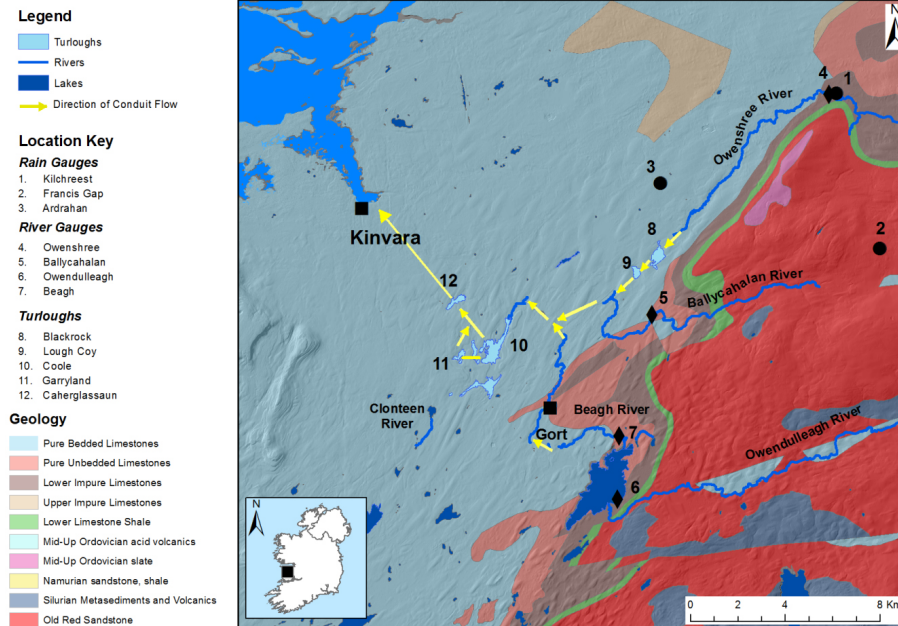 Legend
Turloughs
Rivers
Lakes
Direction of Conduit Flow
Location Key
Rain Gauges
1. Kilchreest
2. Francis Gap
3. Ardrahan
River Gauges
4. Owenshree
5. Ballycahalan
6. Owendulleagh
7. Beagh
Turloughs
8. Blackrock
9. Lough Coy
10. Coole
11. Garryland
12. Caherglassaun
Geology
Pure Bedded Limestones
Pure Unbedded Limestones
Lower Impure Limestones
Upper Impure Limestones
Lower Limestone Shale
Mid-Up Ordovician acid volcanics
Mid-Up Ordovician slate
Namurian sandstone, shale
Silurian Metasediments and Volcanics
Old Red Sandstone
N
4
1
Owenshree River
3
2
8
Kinvara
9
Ballycahalan River
12
5
10
11
Clonteen
River
Beagh River
Gort
7
Owendulleagh River
6
N
0 2 4 8 Km